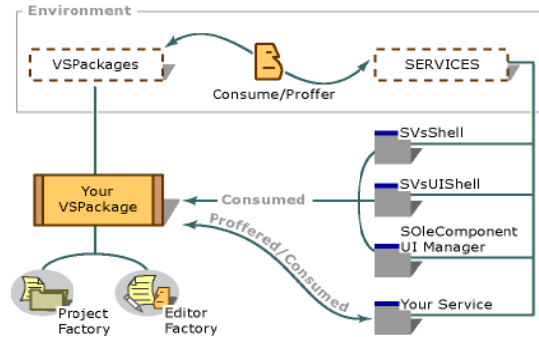 Environment
VSPackages
SERVICES
Consume/Proffer
SVsShell
Your
VSPackage
Consumed
SVsUIShell
SOleComponent
UI Manager
Proffered/Consumed
Your Service
Project
Factory
Editor
Factory